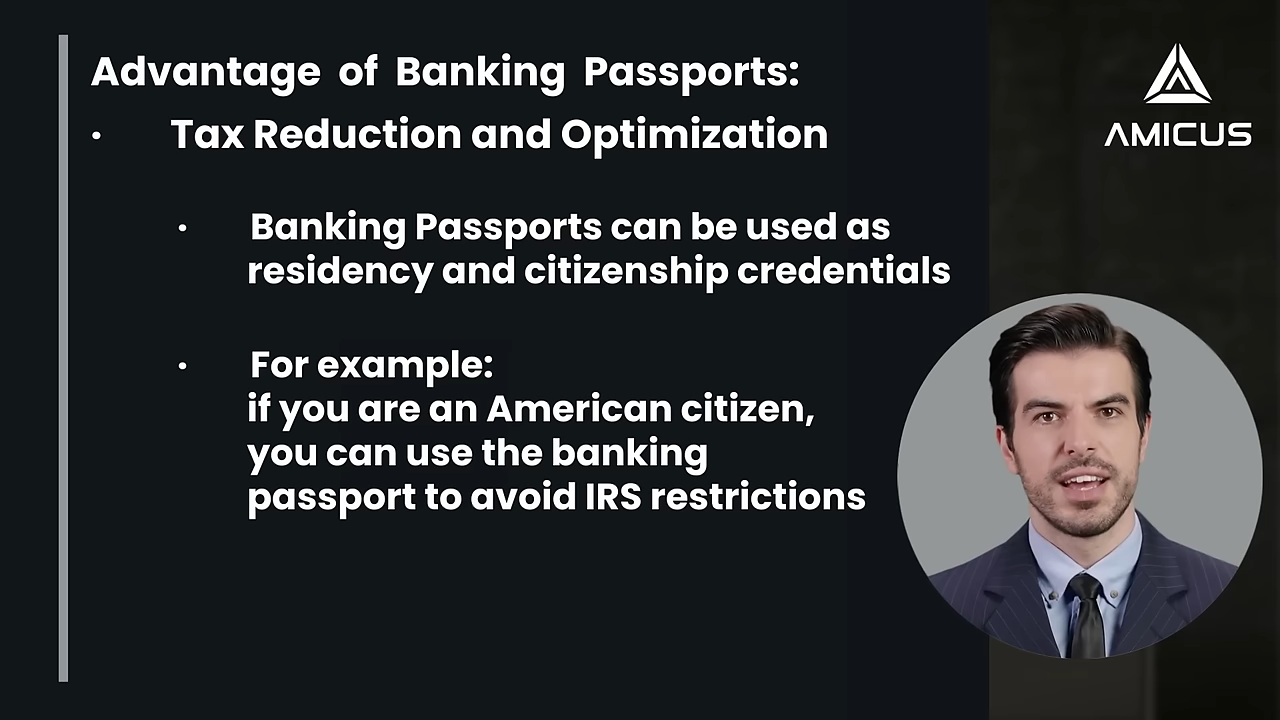 Advantage of Banking Passports:
• Tax Reduction and Optimization
• Banking Passports can be used as
residency and citizenship credentials
• For example:
if you are an American citizen,
you can use the banking
passport to avoid IRS restrictions
AMICUS